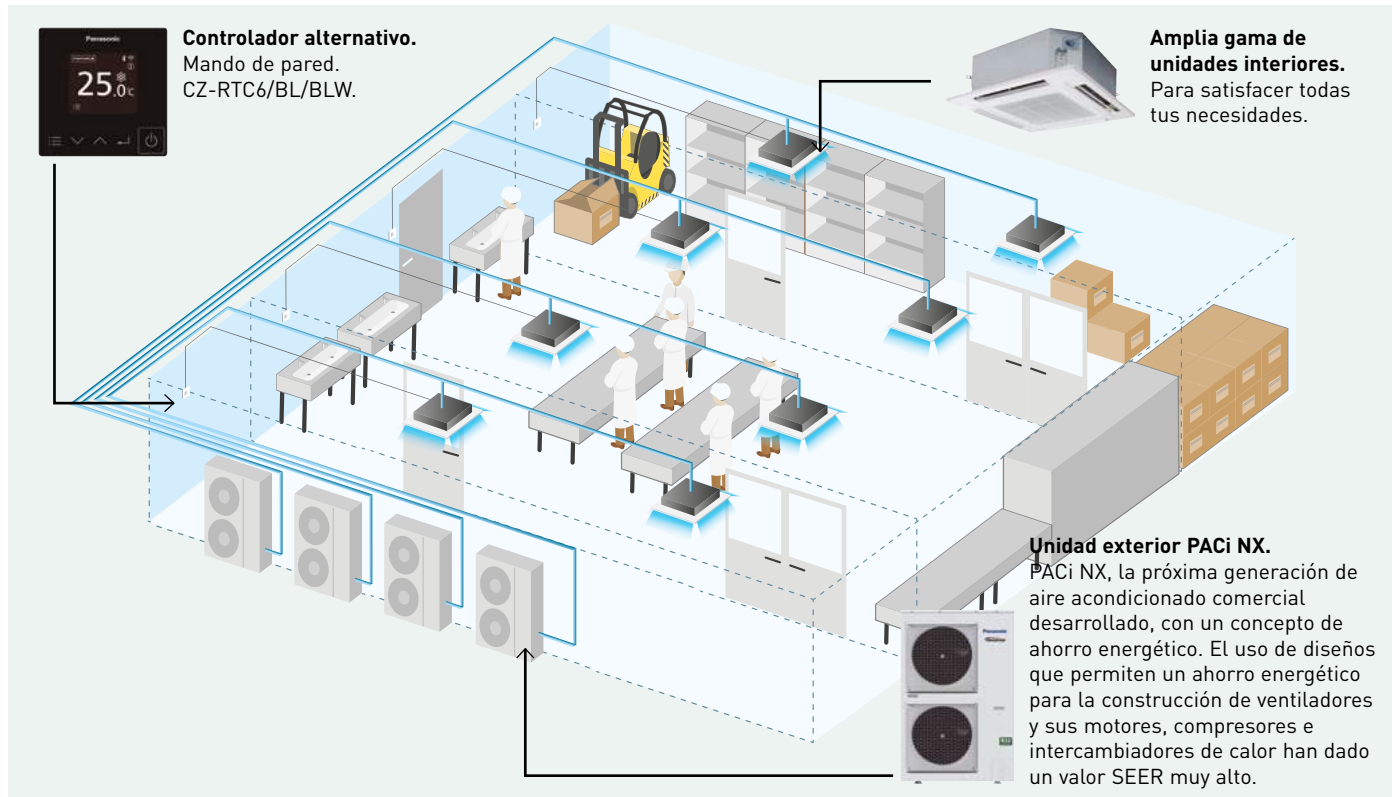 Panasonic
25.0°C
Controlador alternativo.
Mando de pared.
CZ-RTC6/BL/BLW.
Amplia gama de
unidades interiores.
Para satisfacer todas
tus necesidades.
Unidad exterior PACi NX.
PACi NX, la próxima generación de
aire acondicionado comercial
desarrollado, con un concepto de
ahorro energético. El uso de diseños
que permiten un ahorro energético
para la construcción de ventiladores
y sus motores, compresores e
intercambiadores de calor han dado
un valor SEER muy alto.
Panasonic